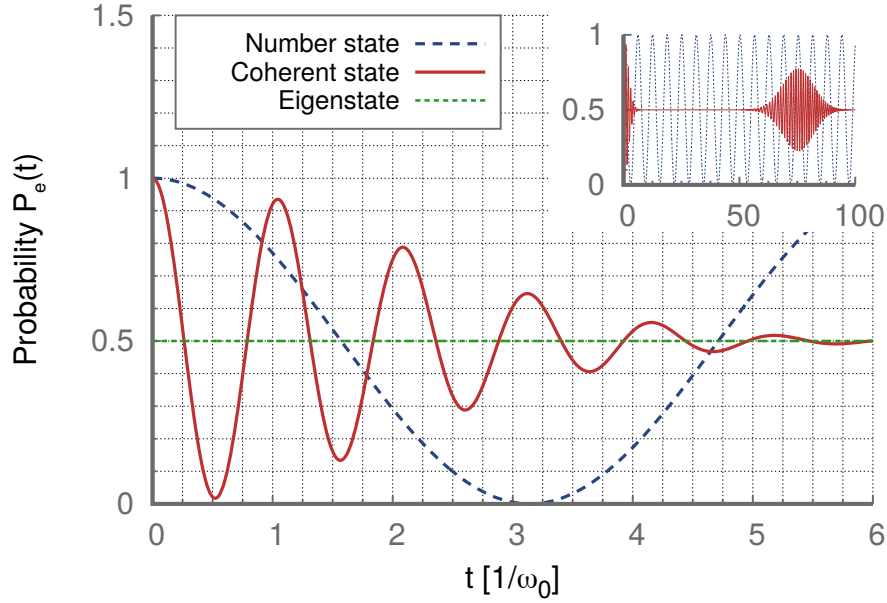 1.5
1
0.5
0
Probability P_e(t)
Number state
Coherent state
Eigenstate
1
0.5
0
0 50 100
0 1 2 3 4 5 6
t [1/ω_0]